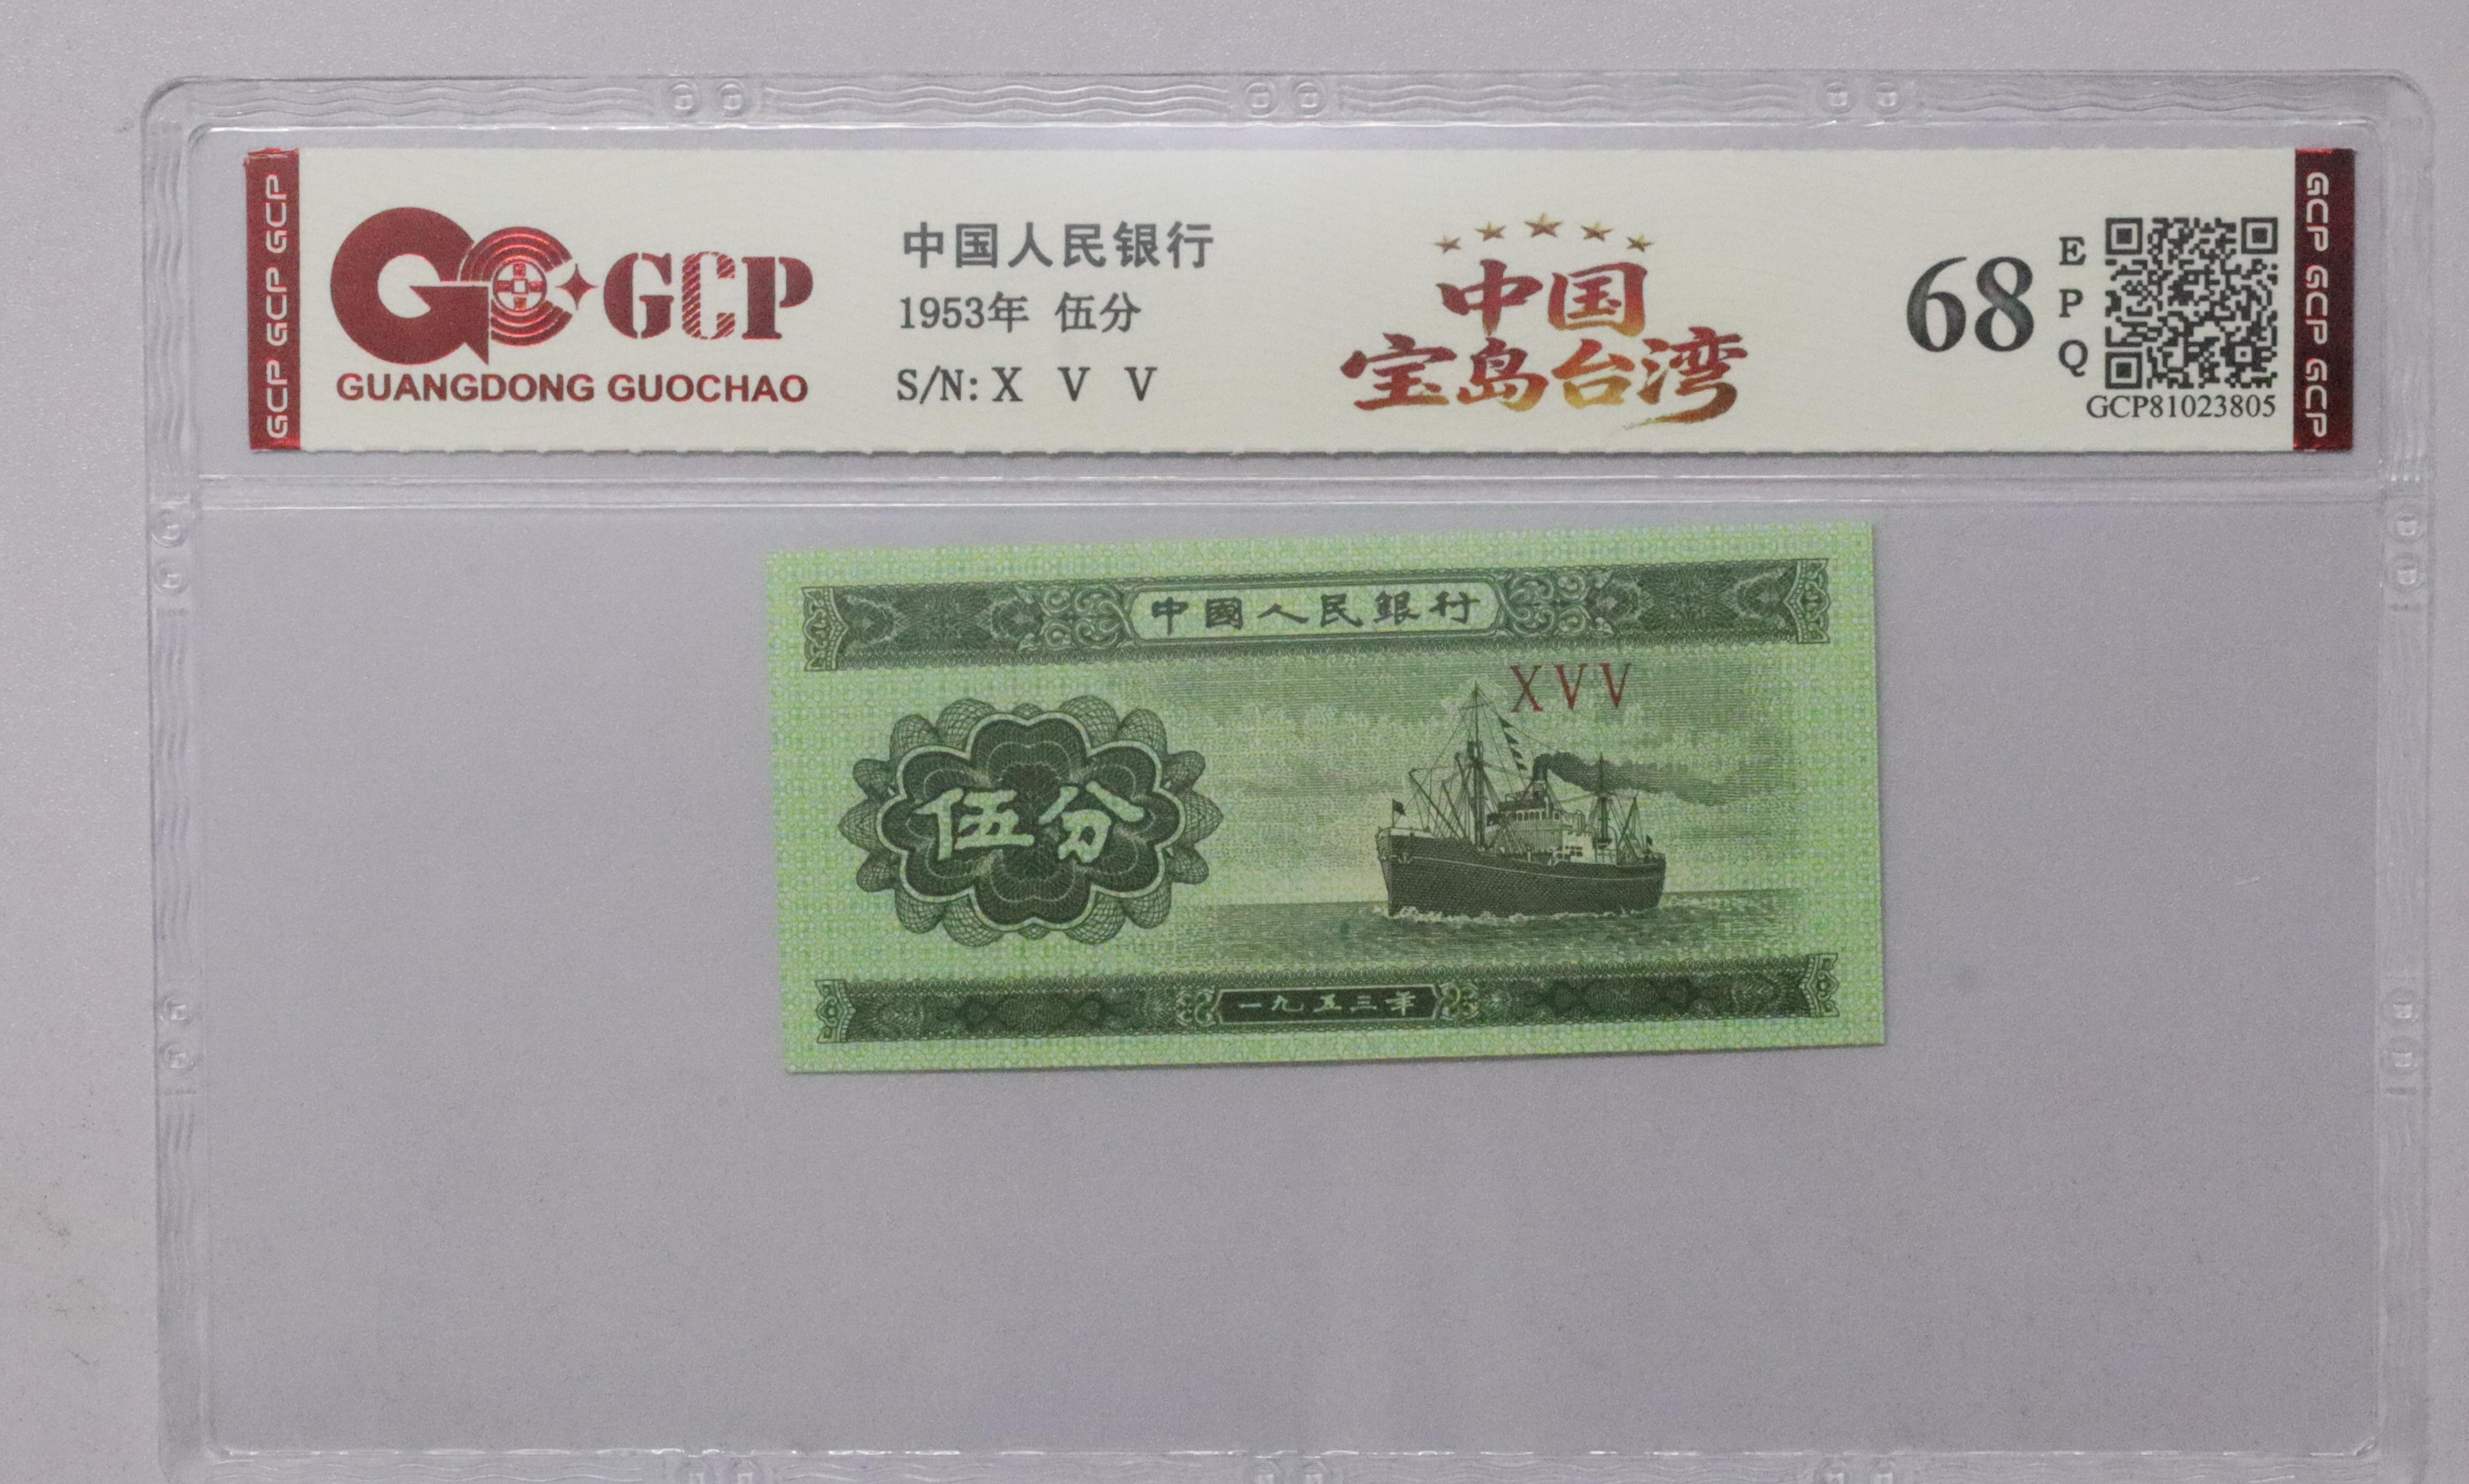 GCP GCP GCP
GCP
GUANGDONG GUOCHAO
中国人民银行
1953年 伍分
S/N: X V V
中国
宝岛台湾
68
E
P
Q
GCP81023805
GCP GCP GCP
中國人民銀行
XVV
伍分
一九五三年